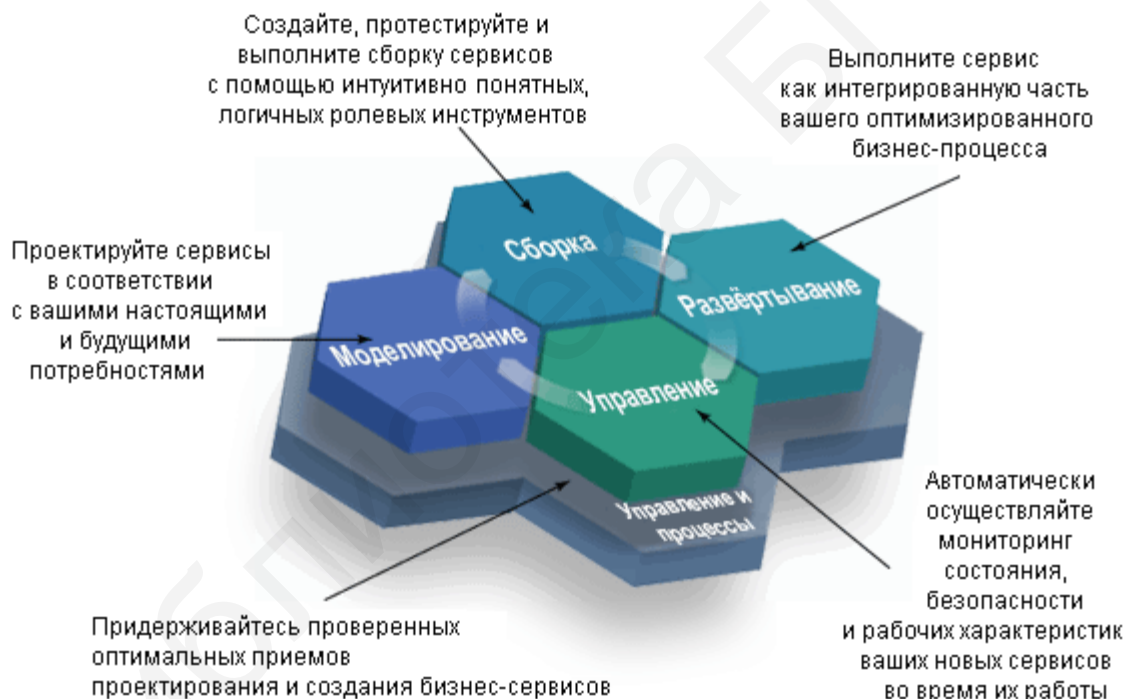 Создайте, протестируйте и
выполните сборку сервисов
с помощью интуитивно понятных,
логичных ролевых инструментов
Выполните сервис
как интегрированную часть
вашего оптимизированного
бизнес-процесса
Проектируйте сервисы
в соответствии
с вашими настоящими
и будущими
потребностями
Сборка
Развёртывание
Моделирование
Управление
Управление и
процессы
Автоматически
осуществляйте
мониторинг
состояния,
безопасности
и рабочих характеристик
ваших новых сервисов
во время их работы
Придерживайтесь проверенных
оптимальных приемов
проектирования и создания бизнес-сервисов